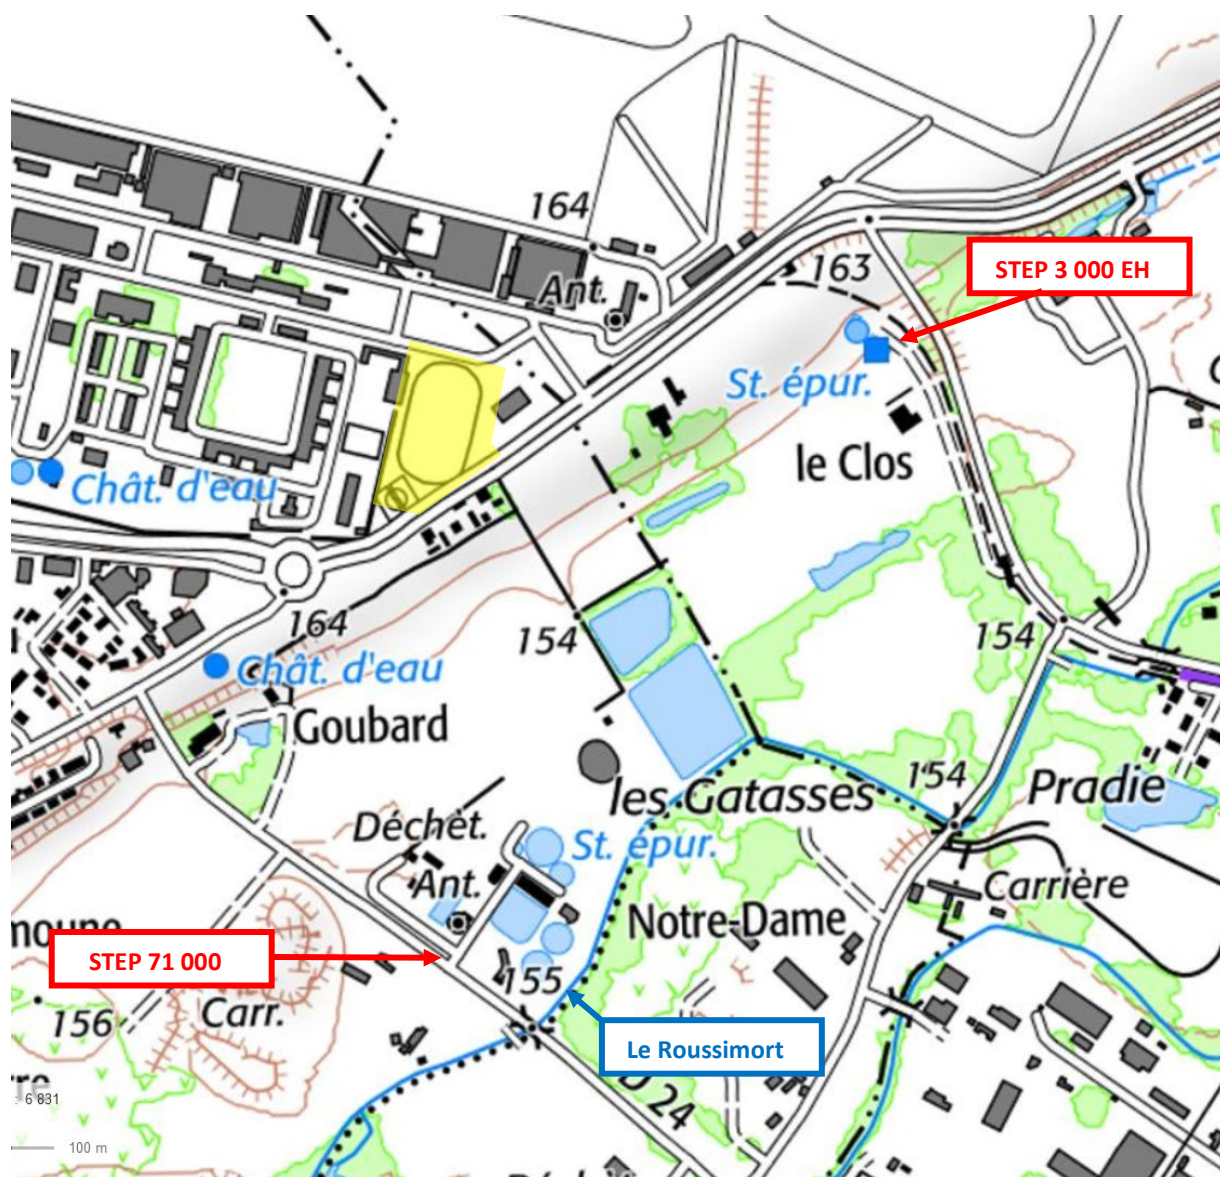 164
Ant.
163
STEP 3 000 EH
St. épur.
le Clos
Chât. d'eau
164
154
154
Chât. d'eau
Goubard
154
les Gatasses
Pradie
Déchet.
St. épur.
Ant.
Carrière
Notre-Dame
STEP 71 000
155
Carr.
156
Le Roussimort
D 24
: 6 831
100 m